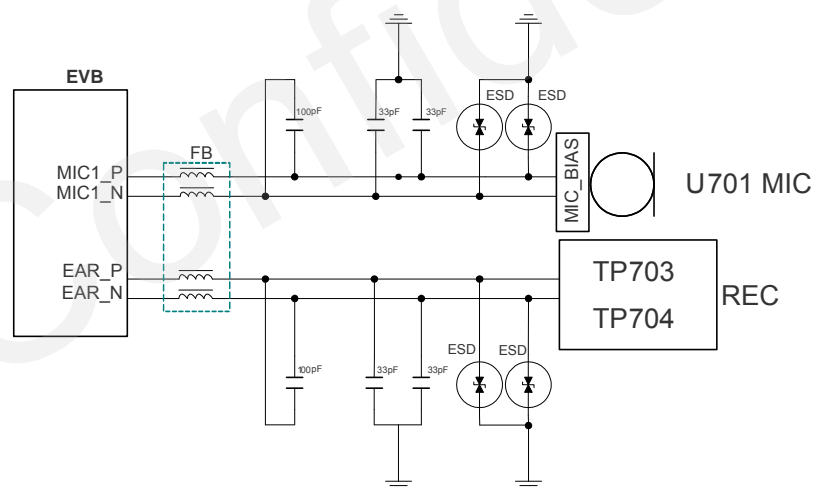 Confide
EVB
100pF
33pF
33pF
ESD
ESD
FB
MIC1_P
MIC1_N
MIC_BIAS
U701 MIC
EAR_P
EAR_N
TP703
TP704
REC
ESD
ESD
100pF
33pF
33pF